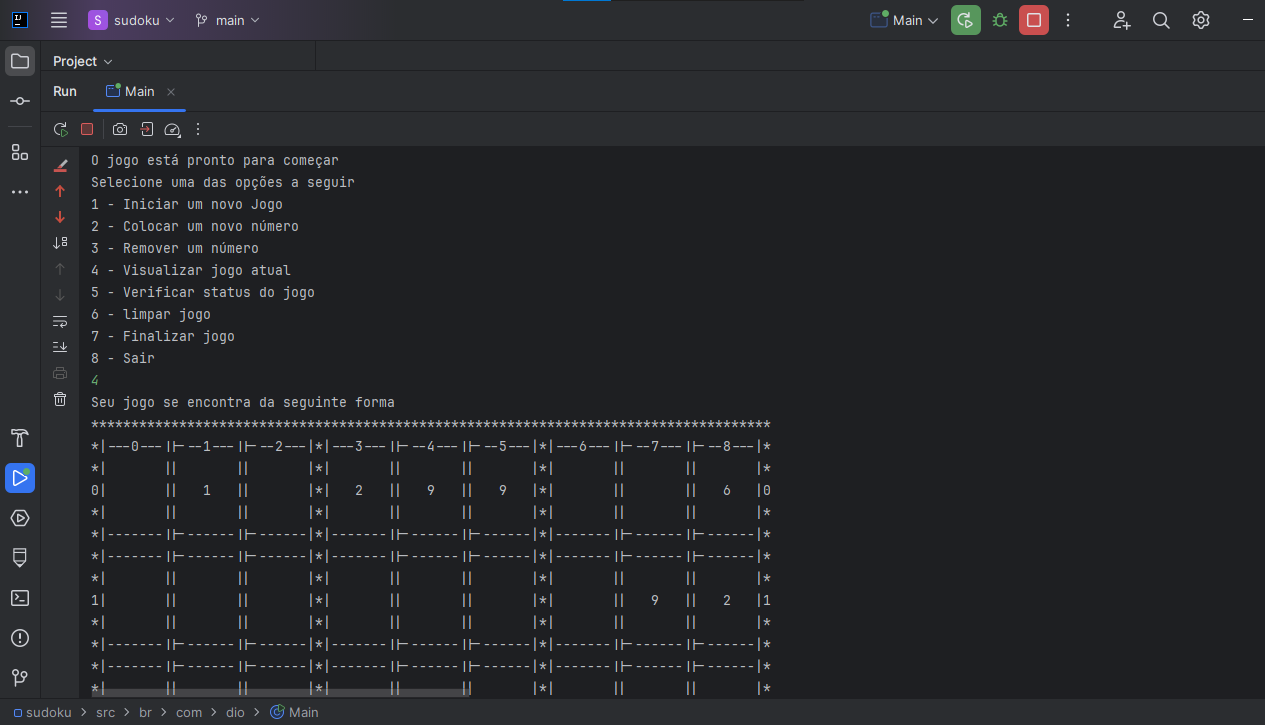 S sudoku main Main
Project
Run Main
O jogo está pronto para começar
Selecione uma das opções a seguir
1 - Iniciar um novo Jogo
2 - Colocar um novo número
3 - Remover um número
4 - Visualizar jogo atual
5 - Verificar status do jogo
6 - limpar jogo
7 - Finalizar jogo
8 - Sair
4
Seu jogo se encontra da seguinte forma
*************************************************************************************
*|---0---||---1---||---2---|*|---3---||---4---||---5---|*|---6---||---7---||---8---|*
*|       ||       ||       |*|       ||       ||       |*|       ||       ||       |*
0|       ||   1   ||       |*|   2   ||   9   ||   9   |*|       ||       ||   6   |0
*|       ||       ||       |*|       ||       ||       |*|       ||       ||       |*
*|-------||-------||-------|*|-------||-------||-------|*|-------||-------||-------|*
*|-------||-------||-------|*|-------||-------||-------|*|-------||-------||-------|*
*|       ||       ||       |*|       ||       ||       |*|       ||       ||       |*
1|       ||       ||       |*|       ||       ||       |*|       ||   9   ||   2   |1
*|       ||       ||       |*|       ||       ||       |*|       ||       ||       |*
*|-------||-------||-------|*|-------||-------||-------|*|-------||-------||-------|*
*|-------||-------||-------|*|-------||-------||-------|*|-------||-------||-------|*
*|       ||       ||       |*|       ||       ||       |*|       ||       ||       |*
sudoku > src > br > com > dio > Main